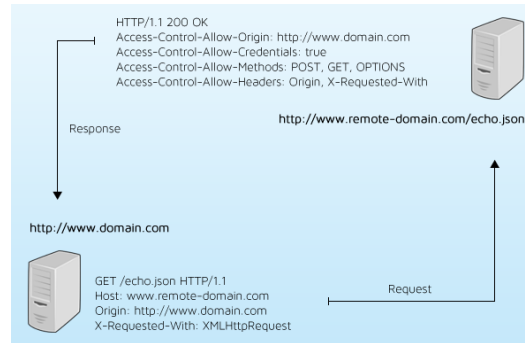 HTTP/1.1 200 OK
Access-Control-Allow-Origin: http://www.domain.com
Access-Control-Allow-Credentials: true
Access-Control-Allow-Methods: POST, GET, OPTIONS
Access-Control-Allow-Headers: Origin, X-Requested-With
http://www.remote-domain.com/echo.json
Response
http://www.domain.com
GET /echo.json HTTP/1.1
Host: www.remote-domain.com
Origin: http://www.domain.com
X-Requested-With: XMLHttpRequest
Request